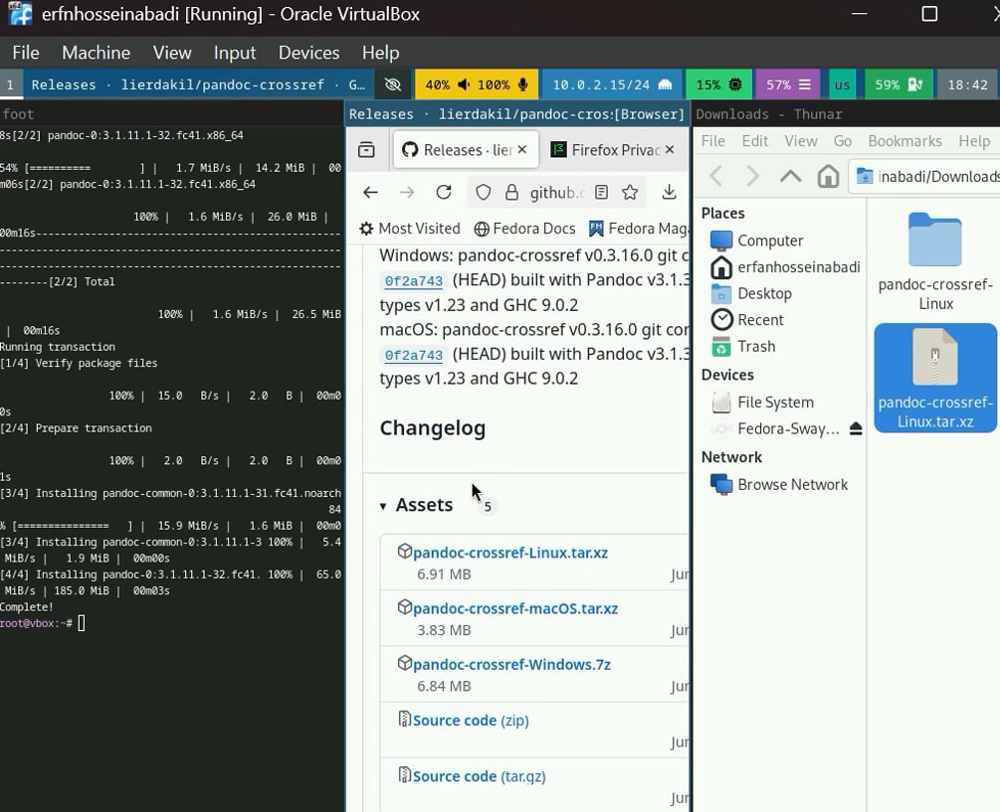 erfnhosseinabadi [Running] - Oracle VirtualBox
File Machine View Input Devices Help
1 Releases · lierdakil/pandoc-crossref · G… 40% 100% 10.0.2.15/24 15% 57% us 59% 18:42
foot
8s[2/2] pandoc-0:3.1.11.1-32.fc41.x86_64
54% [========== ] | 1.7 MiB/s | 14.2 MiB | 00
m06s[2/2] pandoc-0:3.1.11.1-32.fc41.x86_64
100% | 1.6 MiB/s | 26.0 MiB |
00m16s------------------------------------------
--------------------------------------------------
--------------------------------------------------
--------[2/2] Total
100% | 1.6 MiB/s | 26.5 MiB
| 00m16s
Running transaction
[1/4] Verify package files
100% | 15.0 B/s | 2.0 B | 00m0
0s
[2/4] Prepare transaction
100% | 2.0 B/s | 2.0 B | 00m0
1s
[3/4] Installing pandoc-common-0:3.1.11.1-31.fc41.noarch
84
% [=============== ] | 15.9 MiB/s | 1.6 MiB | 00m0
[3/4] Installing pandoc-common-0:3.1.11.1-3 100% | 5.4
MiB/s | 1.9 MiB | 00m00s
[4/4] Installing pandoc-0:3.1.11.1-32.fc41. 100% | 65.0
MiB/s | 185.0 MiB | 00m03s
Complete!
root@vbox:~#
Releases · lierdakil/pandoc-cros:[Browser]
Releases · lier
Firefox Privac
github.c
Most Visited Fedora Docs Fedora Maga
Windows: pandoc-crossref v0.3.16.0 git c
0f2a743 (HEAD) built with Pandoc v3.1.3
types v1.23 and GHC 9.0.2
macOS: pandoc-crossref v0.3.16.0 git cor
0f2a743 (HEAD) built with Pandoc v3.1.3
types v1.23 and GHC 9.0.2
Changelog
Assets 5
pandoc-crossref-Linux.tar.xz
6.91 MB Jur
pandoc-crossref-macOS.tar.xz
3.83 MB Jur
pandoc-crossref-Windows.7z
6.84 MB Jur
Source code (zip)
Jur
Source code (tar.gz)
Jur
Downloads - Thunar
File Edit View Go Bookmarks Help
inabadi/Downloads
Places
Computer
erfanhosseinabadi
Desktop
Recent
Trash
Devices
File System
Fedora-Sway...
Network
Browse Network
pandoc-crossref-
Linux
pandoc-crossref-
Linux.tar.xz